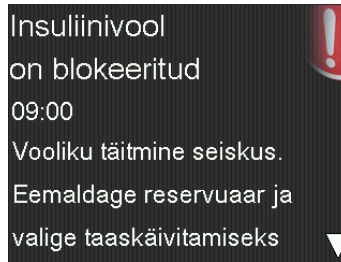 Insuliinivool
on blokeeritud
09:00
Vooliku täitmine seiskus.
Eemaldage reservuaar ja
valige taaskäivitamiseks